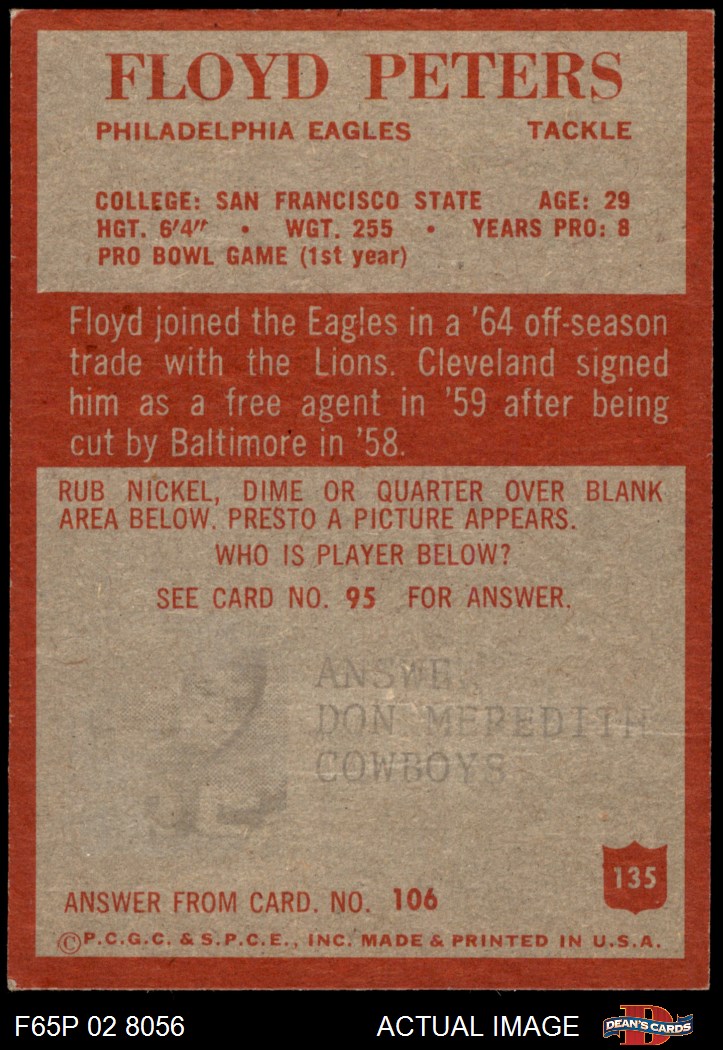 FLOYD PETERS
PHILADELPHIA EAGLES TACKLE
COLLEGE: SAN FRANCISCO STATE AGE: 29
HGT. 6'4" • WGT. 255 • YEARS PRO: 8
PRO BOWL GAME (1st year)
Floyd joined the Eagles in a '64 off-season
trade with the Lions. Cleveland signed
him as a free agent in '59 after being
cut by Baltimore in '58.
RUB NICKEL, DIME OR QUARTER OVER BLANK
AREA BELOW. PRESTO A PICTURE APPEARS.
WHO IS PLAYER BELOW?
SEE CARD NO. 95 FOR ANSWER.
ANSWE
DON MEREDITH
COWBOYS
135
ANSWER FROM CARD. NO. 106
©P.C.G.C. & S.P.C.E., INC. MADE & PRINTED IN U.S.A.
F65P 02 8056 ACTUAL IMAGE
D
DEAN'S CARDS